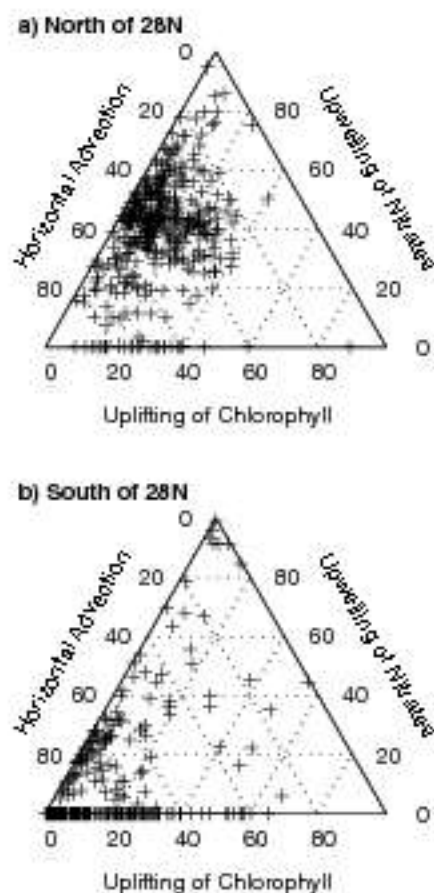 a) North of 28N
0
20 80
Horizontal Advection
Upwelling of Nitrates
40 60
60 40
80 20
0 0
20 40 60 80
Uplifting of Chlorophyll
b) South of 28N
0
20 80
Horizontal Advection
Upwelling of Nitrates
40 60
60 40
80 20
0
0 20 40 60 80
Uplifting of Chlorophyll